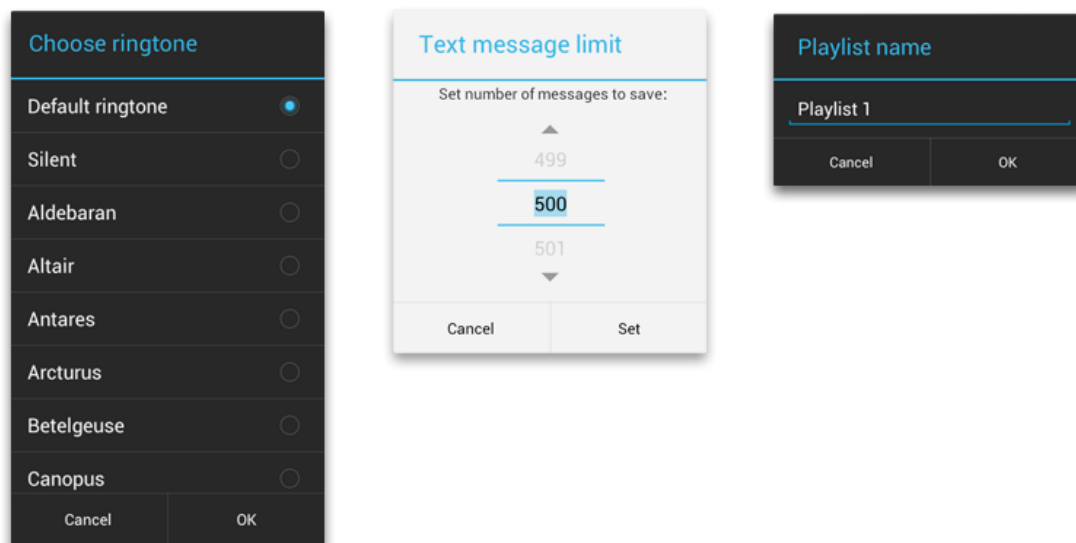 Choose ringtone
Default ringtone
Silent
Aldebaran
Altair
Antares
Arcturus
Betelgeuse
Canopus
Cancel OK
Text message limit
Set number of messages to save:
499
500
501
Cancel Set
Playlist name
Playlist 1
Cancel OK